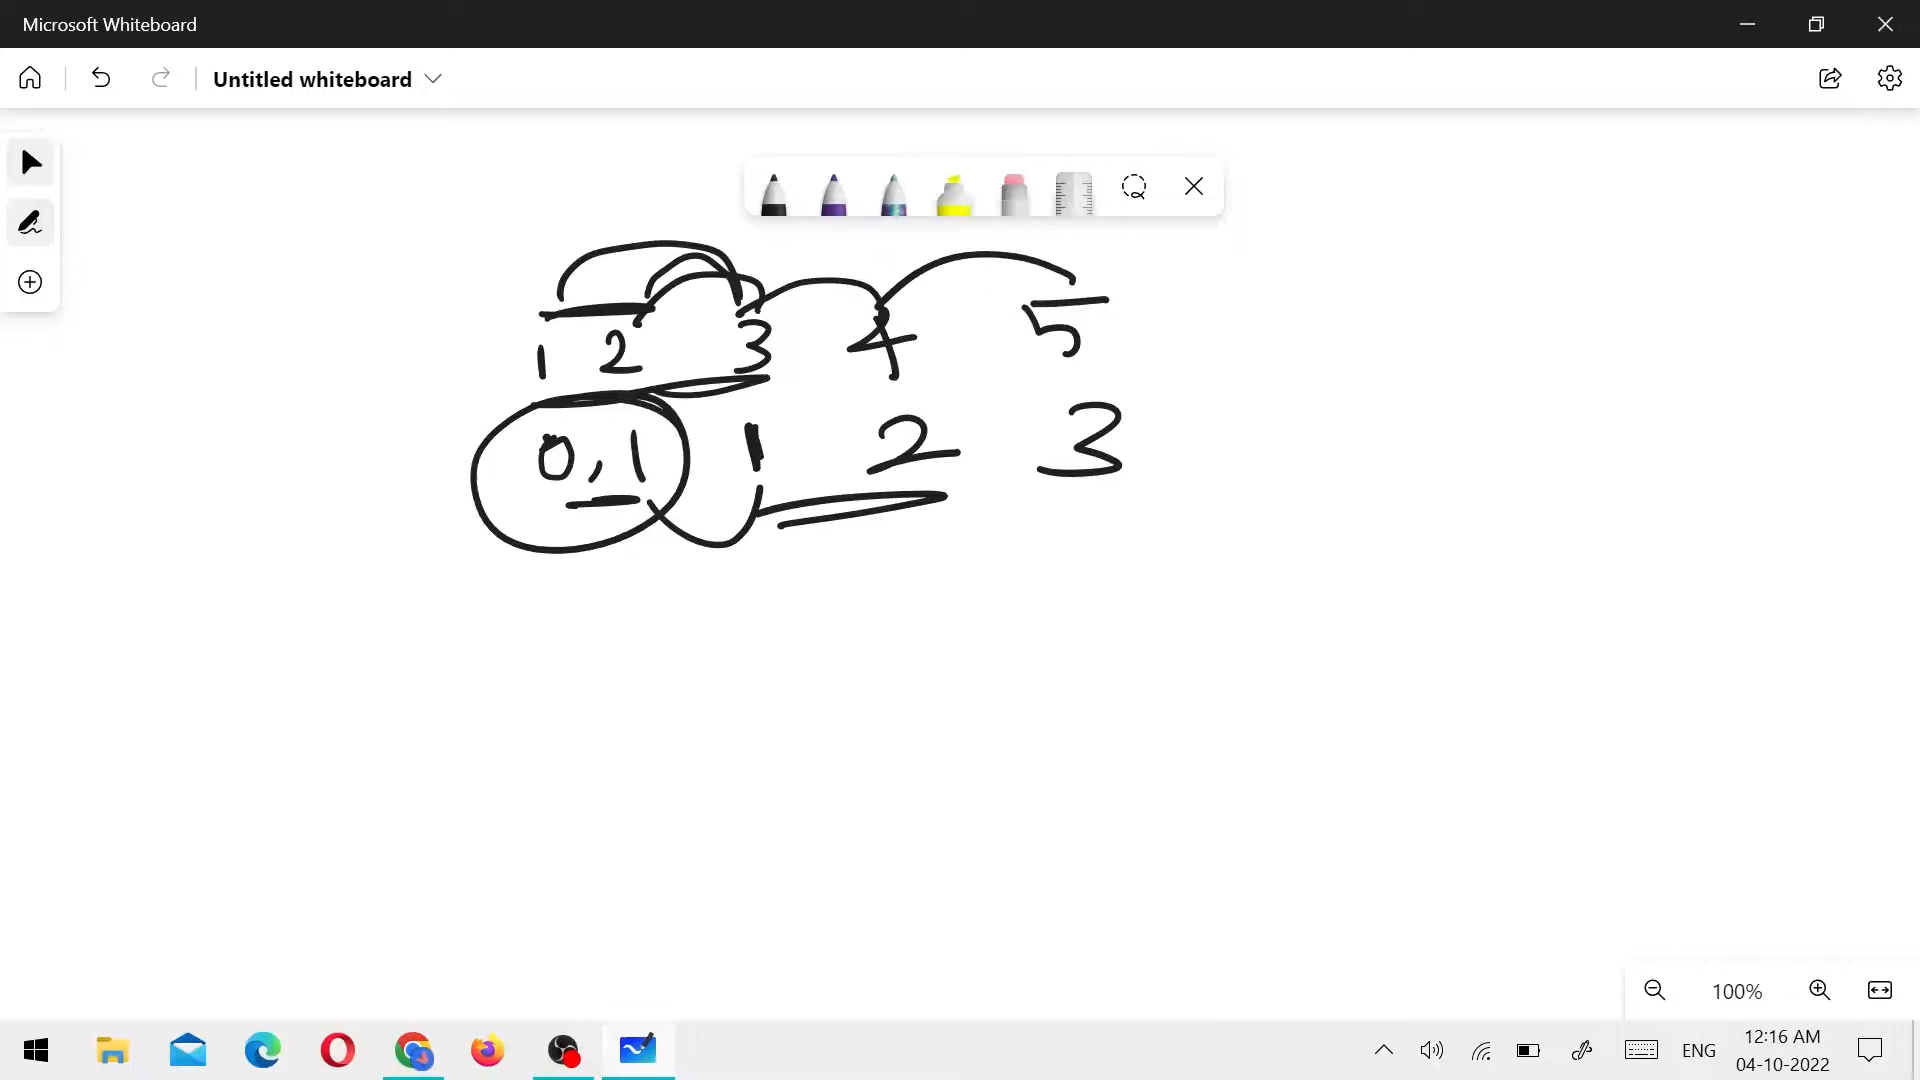 Microsoft Whiteboard
Untitled whiteboard
1 2 3 4 5
0, 1 1 2 3
100%
ENG
12:16 AM
04-10-2022